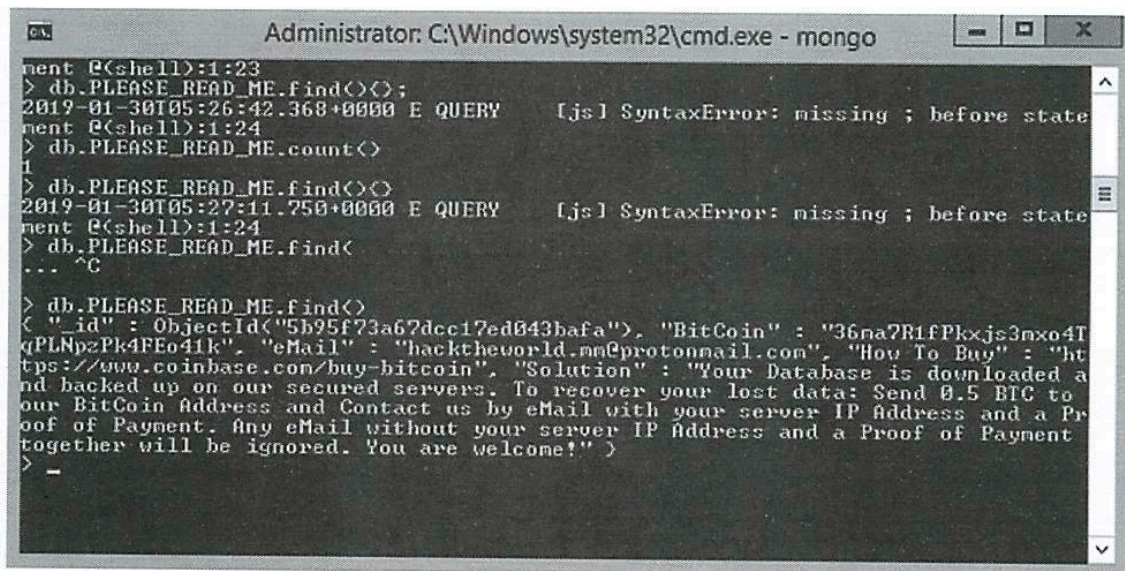 Administrator: C:\Windows\system32\cmd.exe - mongo
ment @(shell):1:23
> db.PLEASE_READ_ME.find(){};
2019-01-30T05:26:42.368+0000 E QUERY    [js] SyntaxError: missing ; before state
ment @(shell):1:24
> db.PLEASE_READ_ME.count()
1
> db.PLEASE_READ_ME.find(){}
2019-01-30T05:27:11.750+0000 E QUERY    [js] SyntaxError: missing ; before state
ment @(shell):1:24
> db.PLEASE_READ_ME.find(
... ^C
> db.PLEASE_READ_ME.find()
{ "_id" : ObjectId("5b95f73a67dcc17ed043bafa"), "BitCoin" : "36ma7R1fPkxjs3mxo4T
qPLNpzPk4FEo41k", "eMail" : "hacktheworld.mm@protonmail.com", "How To Buy" : "ht
tps://www.coinbase.com/buy-bitcoin", "Solution" : "Your Database is downloaded a
nd backed up on our secured servers. To recover your lost data: Send 0.5 BTC to
our BitCoin Address and Contact us by eMail with your server IP Address and a Pr
oof of Payment. Any eMail without your server IP Address and a Proof of Payment
together will be ignored. You are welcome!" }
> _